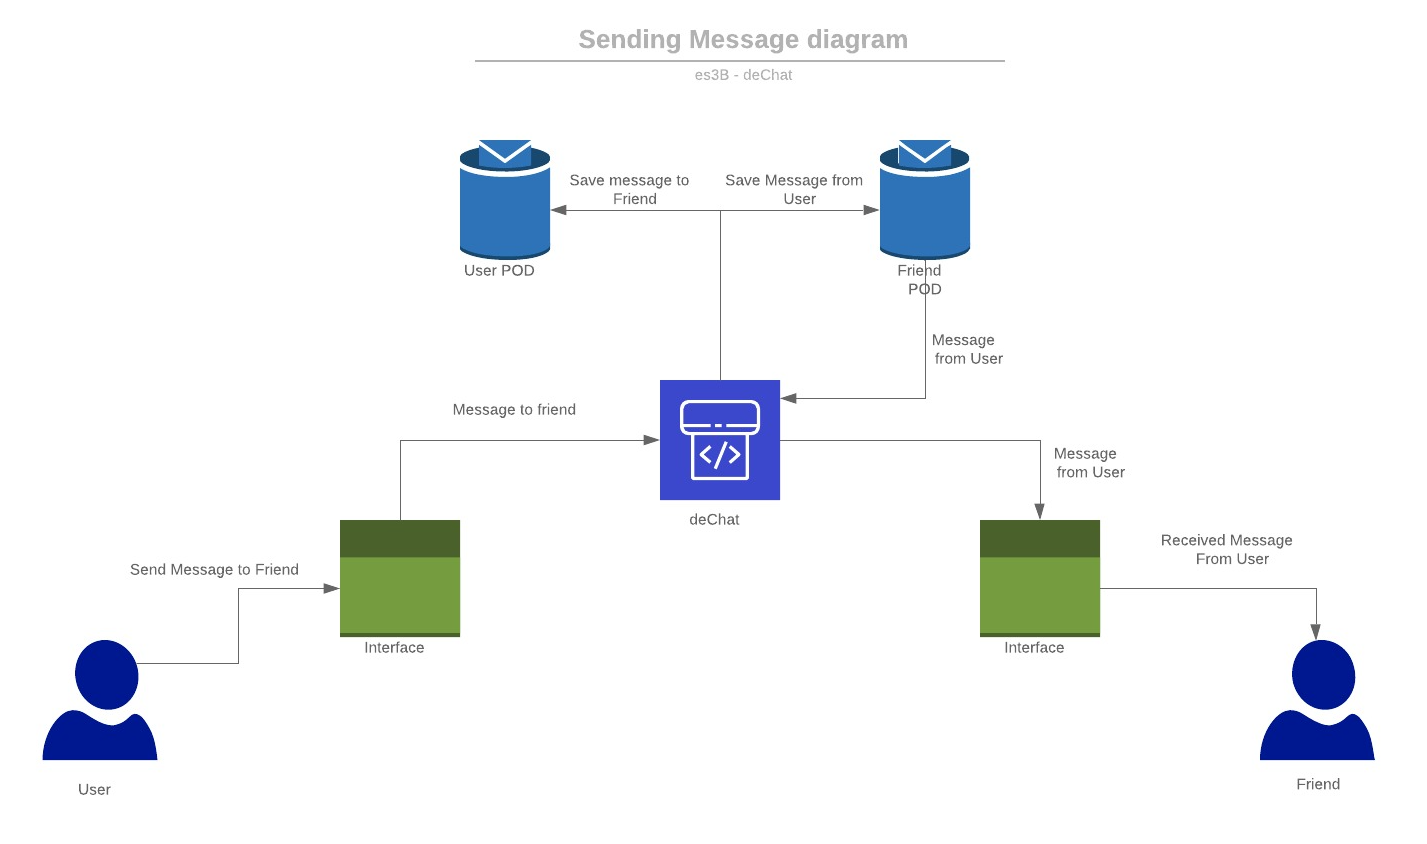 Sending Message diagram
es3B - deChat
Save message to
Friend
Save Message from
User
User POD
Friend
POD
Message
from User
Message to friend
deChat
Message
from User
Send Message to Friend
Interface
Received Message
From User
Interface
User
Friend